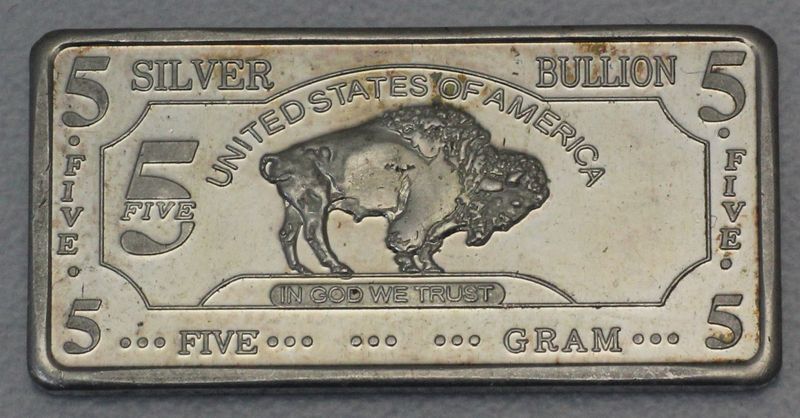 5 SILVER BULLION 5
UNITED STATES OF AMERICA
• FIVE •
5
FIVE
• FIVE •
IN GOD WE TRUST
5 ••• FIVE ••• ••• ••• GRAM ••• 5